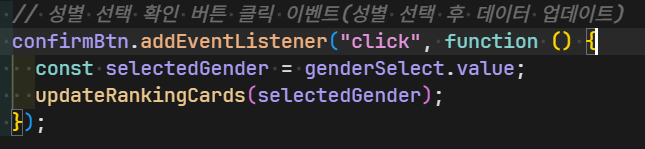 // 성별 선택 확인 버튼 클릭 이벤트(성별 선택 후 데이터 업데이트)
confirmBtn.addEventListener("click", function () {
  const selectedGender = genderSelect.value;
  updateRankingCards(selectedGender);
});